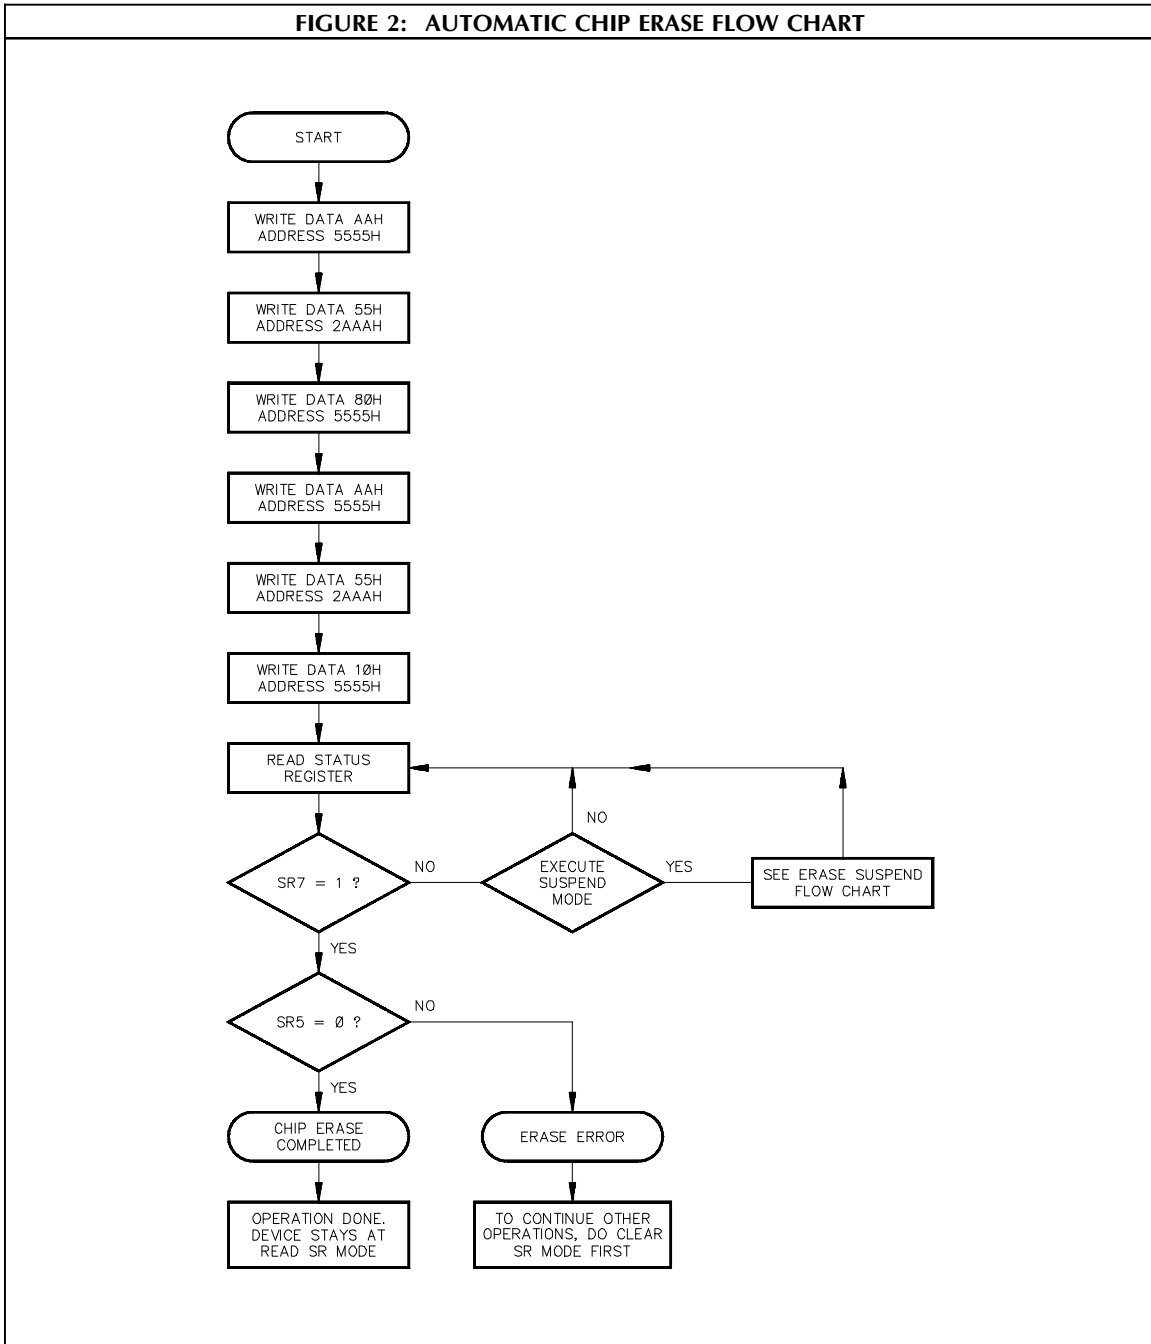 FIGURE 2: AUTOMATIC CHIP ERASE FLOW CHART
START
WRITE DATA AAH
ADDRESS 5555H
WRITE DATA 55H
ADDRESS 2AAAH
WRITE DATA 8ØH
ADDRESS 5555H
WRITE DATA AAH
ADDRESS 5555H
WRITE DATA 55H
ADDRESS 2AAAH
WRITE DATA 1ØH
ADDRESS 5555H
READ STATUS
REGISTER
SR7 = 1 ?
NO
EXECUTE
SUSPEND
MODE
NO
YES
SEE ERASE SUSPEND
FLOW CHART
YES
SR5 = Ø ?
NO
YES
CHIP ERASE
COMPLETED
ERASE ERROR
OPERATION DONE.
DEVICE STAYS AT
READ SR MODE
TO CONTINUE OTHER
OPERATIONS, DO CLEAR
SR MODE FIRST